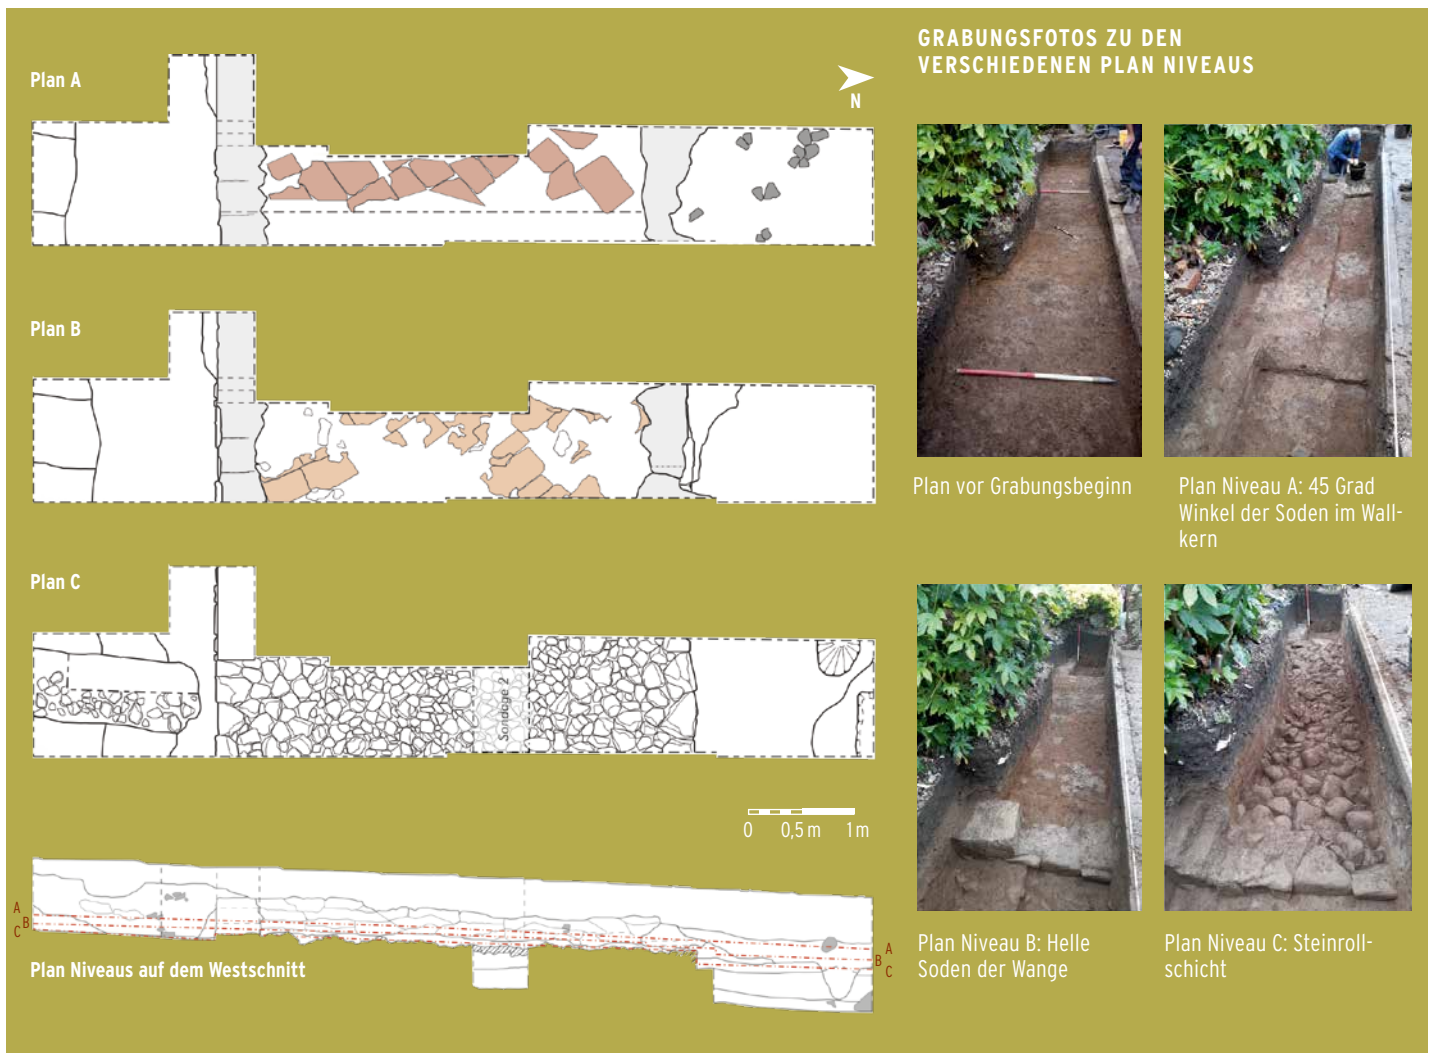 GRABUNGSFOTOS ZU DEN
VERSCHIEDENEN PLAN NIVEAUS
Plan A
N
Plan B
Plan C
Sondage 2
0 0,5 m 1 m
A
B
C
A
B
C
Plan Niveaus auf dem Westschnitt
Plan vor Grabungsbeginn
Plan Niveau A: 45 Grad
Winkel der Soden im Wall-
kern
Plan Niveau B: Helle
Soden der Wange
Plan Niveau C: Steinroll-
schicht